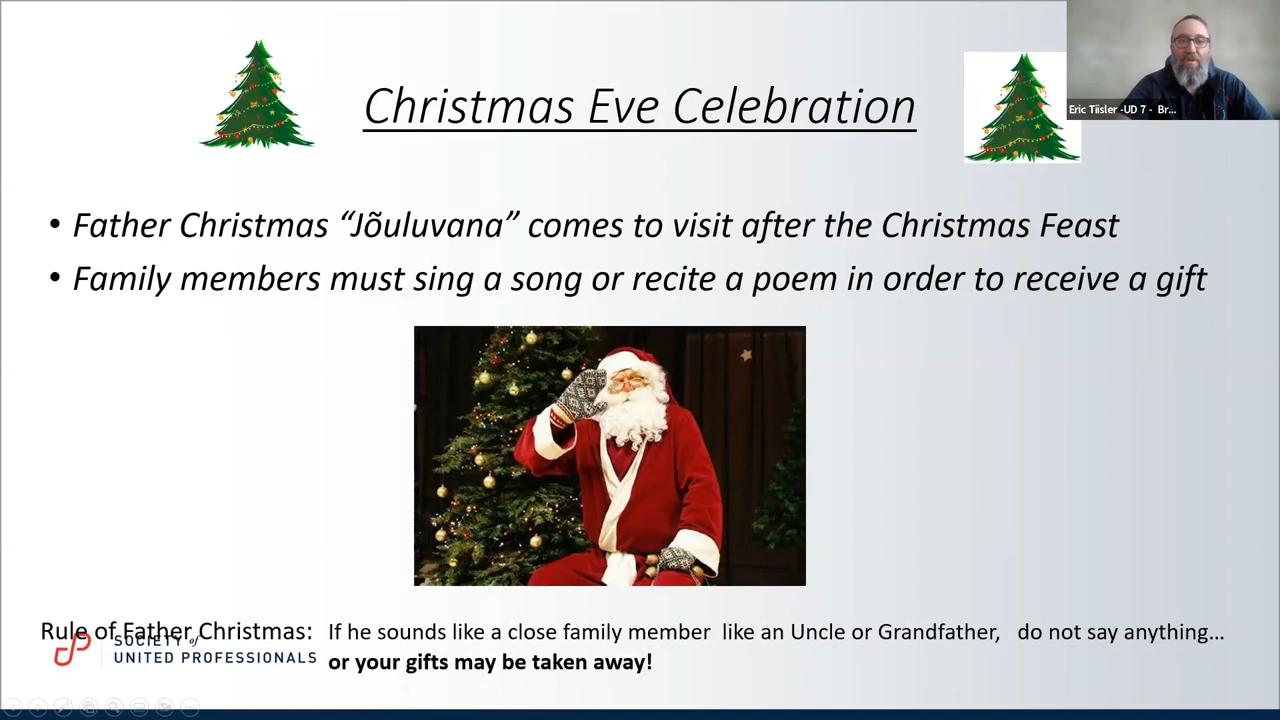 Christmas Eve Celebration
Eric Tiisler -UD 7 - Br...
• Father Christmas “Jõuluvana” comes to visit after the Christmas Feast
• Family members must sing a song or recite a poem in order to receive a gift
Rule of Father Christmas: If he sounds like a close family member like an Uncle or Grandfather, do not say anything...
or your gifts may be taken away!
SOCIETY of
UNITED PROFESSIONALS